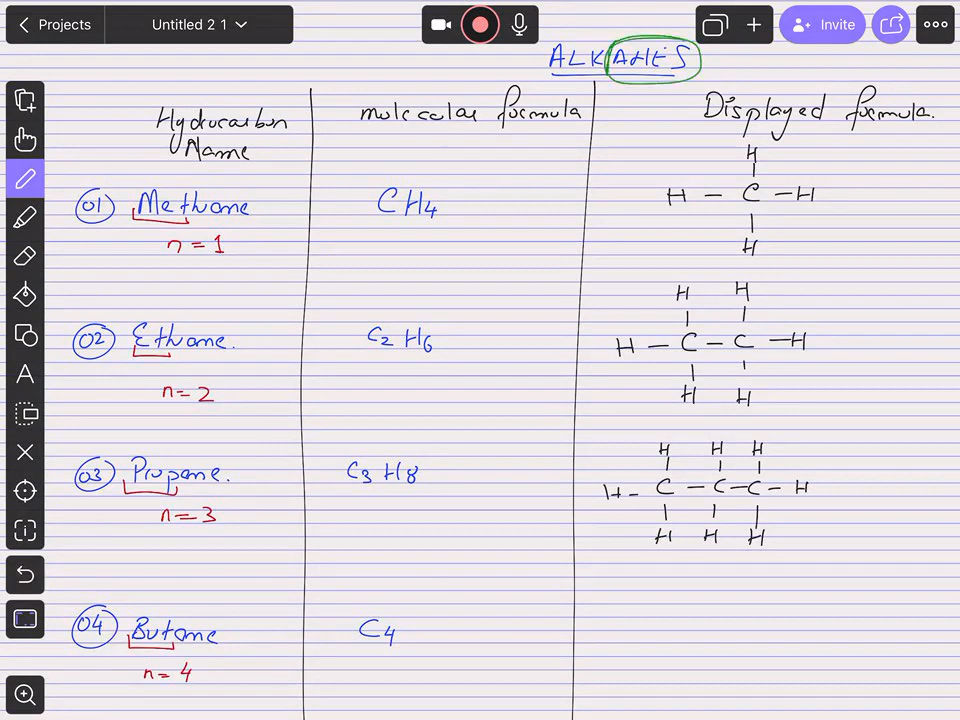 Projects Untitled 2 1 Invite
ALKANES
Hydrocarbon Name molecular formula Displayed formula.
01 Methane CH4
n = 1
H
H — C — H
H
02 Ethane. C2 H6
n = 2
H H
H — C — C — H
H H
03 Propane. C3 H8
n = 3
H H H
H - C — C — C - H
H H H
04 Butane C4
n = 4